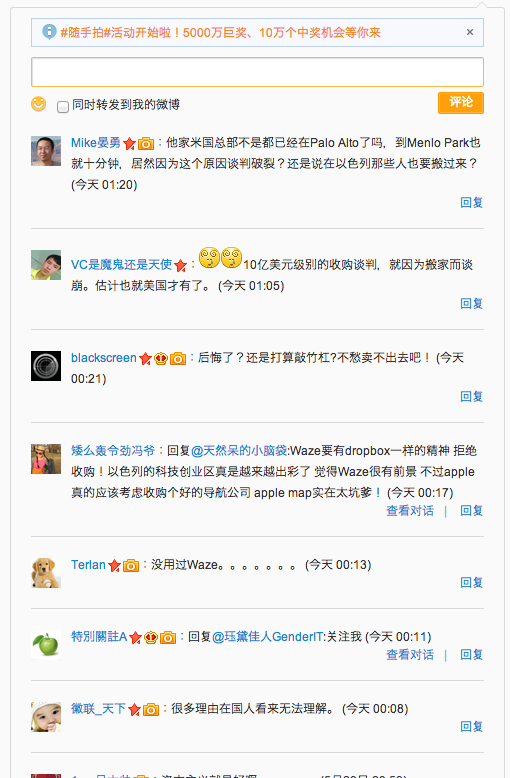 #随手拍#活动开始啦！5000万巨奖、10万个中奖机会等你来 ×
同时转发到我的微博 评论
Mike晏勇：他家米国总部不是都已经在Palo Alto了吗，到Menlo Park也
就十分钟，居然因为这个原因谈判破裂？还是说在以色列那些人也要搬过来？
(今天 01:20)
回复
VC是魔鬼还是天使：10亿美元级别的收购谈判，就因为搬家而谈
崩。估计也就美国才有了。 (今天 01:05)
回复
blackscreen：后悔了？还是打算敲竹杠?不愁卖不出去吧！ (今天
00:21)
回复
矮么轰令劲冯爷：回复@天然呆的小脑袋:Waze要有dropbox一样的精神 拒绝
收购！以色列的科技创业区真是越来越出彩了 觉得Waze很有前景 不过apple
真的应该考虑收购个好的导航公司 apple map实在太坑爹！ (今天 00:17)
查看对话 | 回复
Terlan：没用过Waze。。。。。。。 (今天 00:13)
回复
特別關註A：回复@珏黛佳人GenderIT:关注我 (今天 00:11)
查看对话 | 回复
徽联_天下：很多理由在国人看来无法理解。 (今天 00:08)
回复